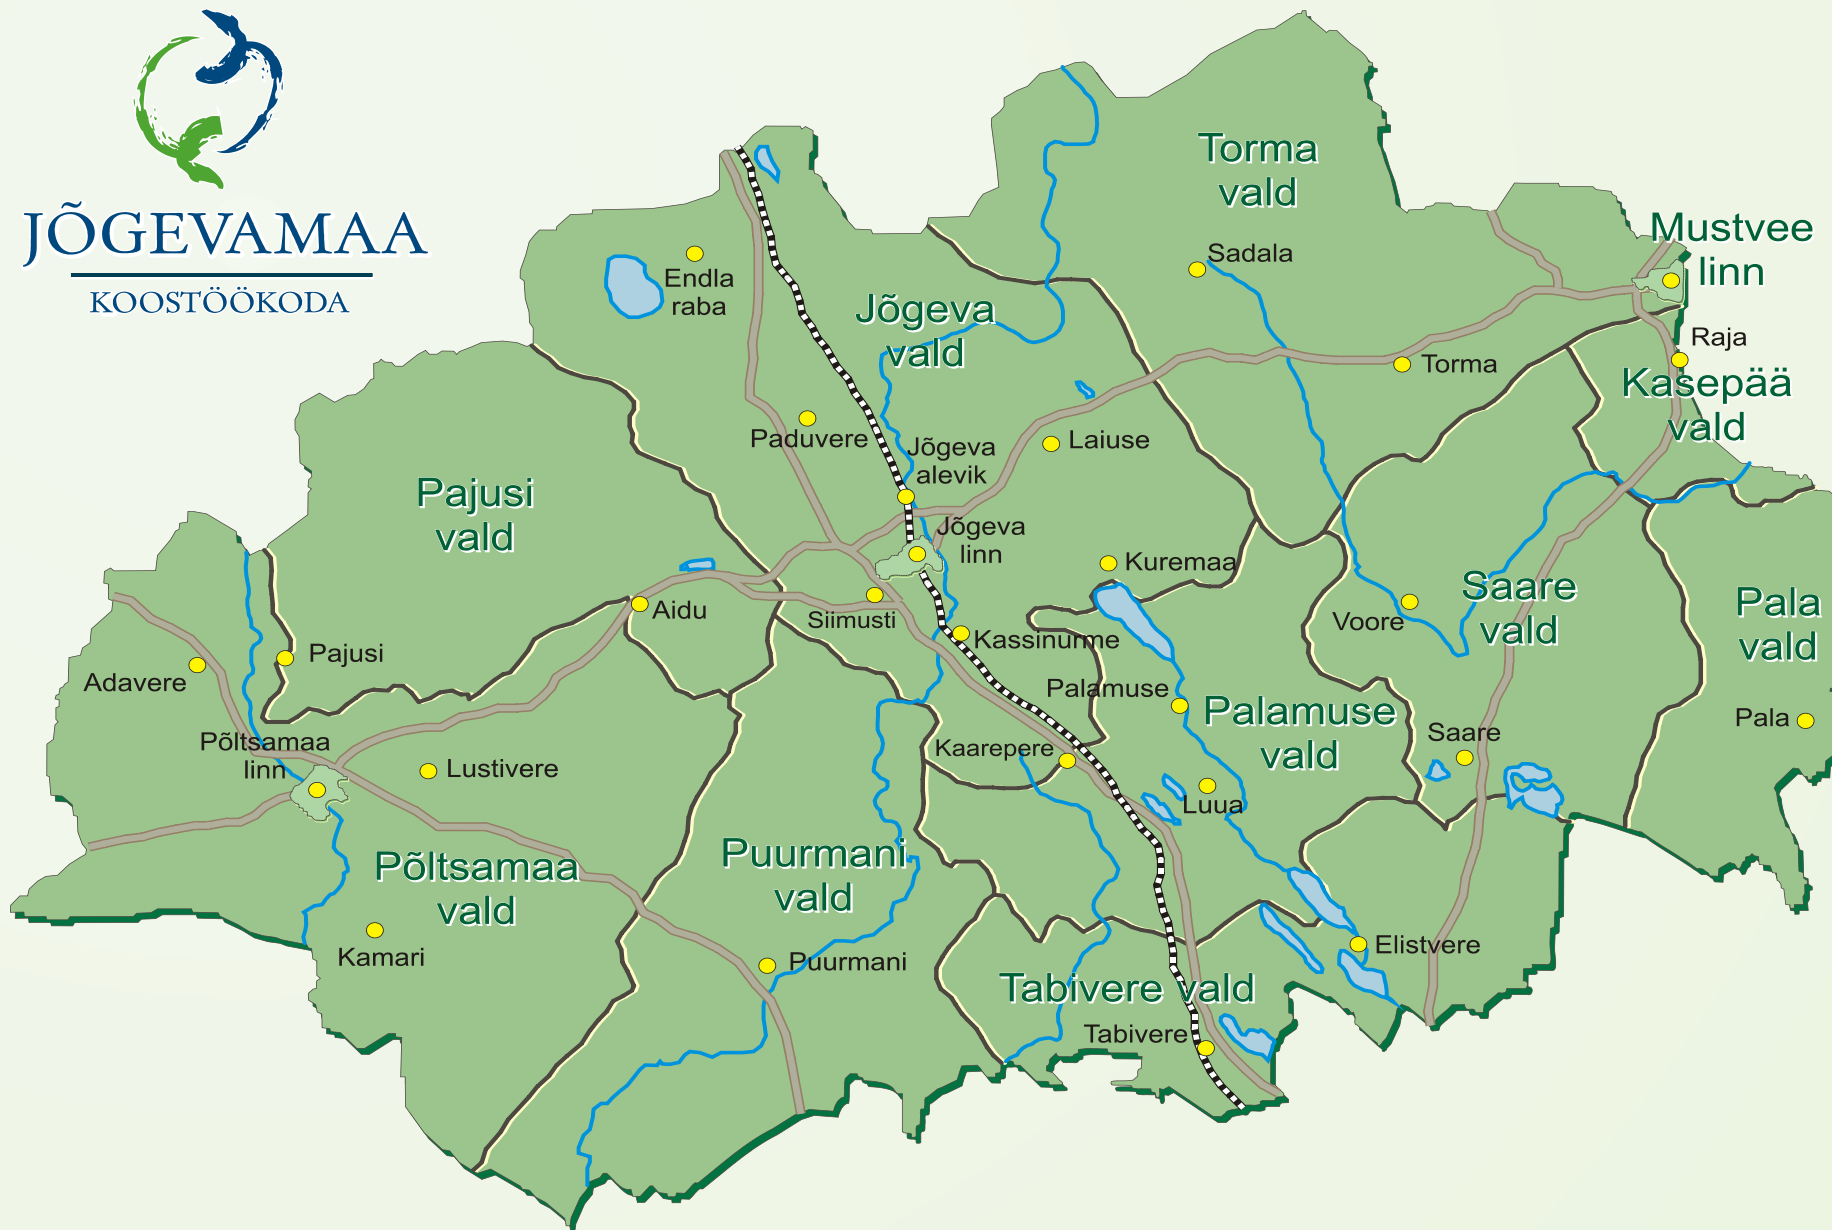 JÕGEVAMAA
KOOSTÖÖKODA
Torma
vald
Mustvee
linn
Sadala
Endla
raba
Jõgeva
vald
Raja
Torma
Kasepää
vald
Paduvere
Jõgeva
alevik
Laiuse
Pajusi
vald
Jõgeva
linn
Kuremaa
Saare
vald
Pala
vald
Aidu
Siimusti
Voore
Kassinurme
Pajusi
Adavere
Palamuse
Palamuse
vald
Pala
Saare
Põltsamaa
linn
Kaarepere
Lustivere
Luua
Puurmani
vald
Põltsamaa
vald
Kamari
Puurmani
Elistvere
Tabivere vald
Tabivere